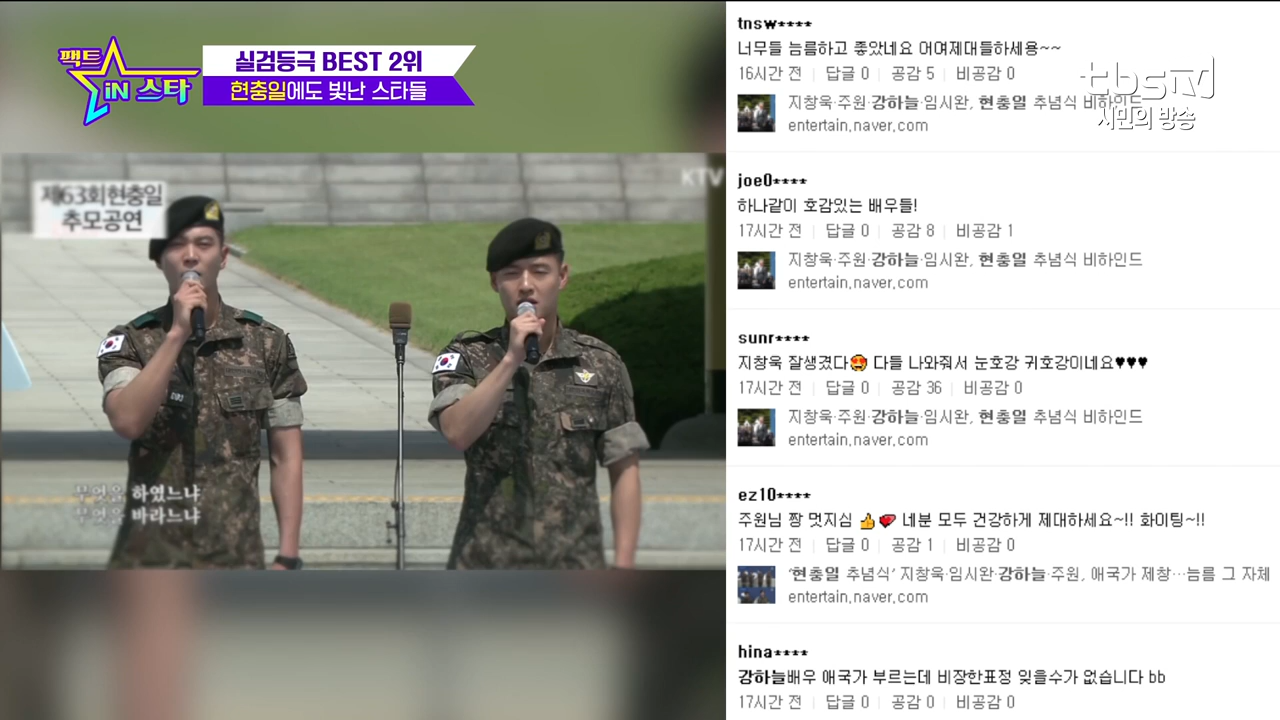 팩트
iN 스타
실검등극 BEST 2위
현충일에도 빛난 스타들
제63회현충일
추모공연
KTV
무엇을 하였느냐
무엇을 바라느냐
tbsTV
시민의 방송
tnsw****
너무들 늠름하고 좋았네요 어여제대들하세용~~
16시간 전 답글 0 공감 5 비공감 0
지창욱·주원·강하늘·임시완, 현충일 추념식 비하인드
entertain.naver.com
joe0****
하나같이 호감있는 배우들!
17시간 전 답글 0 공감 8 비공감 1
지창욱·주원·강하늘·임시완, 현충일 추념식 비하인드
entertain.naver.com
sunr****
지창욱 잘생겼다😍 다들 나와줘서 눈호강 귀호강이네요♥♥♥
17시간 전 답글 0 공감 36 비공감 0
지창욱·주원·강하늘·임시완, 현충일 추념식 비하인드
entertain.naver.com
ez10****
주원님 짱 멋지심 👍❤ 네분 모두 건강하게 제대하세요~!! 화이팅~!!
17시간 전 답글 0 공감 1 비공감 0
‘현충일 추념식’ 지창욱·임시완·강하늘·주원, 애국가 제창…늠름 그 자체
entertain.naver.com
hina****
강하늘배우 애국가 부르는데 비장한표정 잊을수가 없습니다 bb
17시간 전 답글 0 공감 0 비공감 0